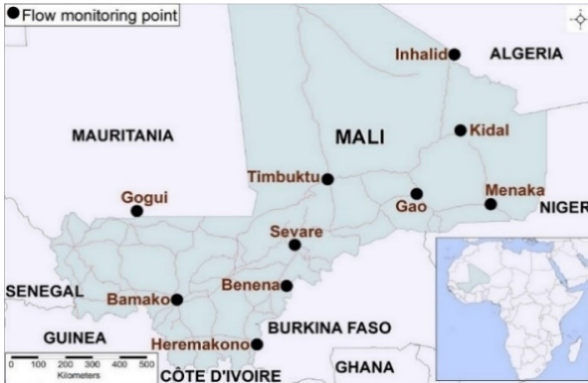 Flow monitoring point
Inhalid
ALGERIA
MAURITANIA
MALI
Kidal
Timbuktu
Gogui
Gao
Menaka
NIGER
Sevare
SENEGAL
Bamako
Benena
BURKINA FASO
GUINEA
Heremakono
GHANA
0 100 200 300 400 500
Kilometers
CÔTE D'IVOIRE